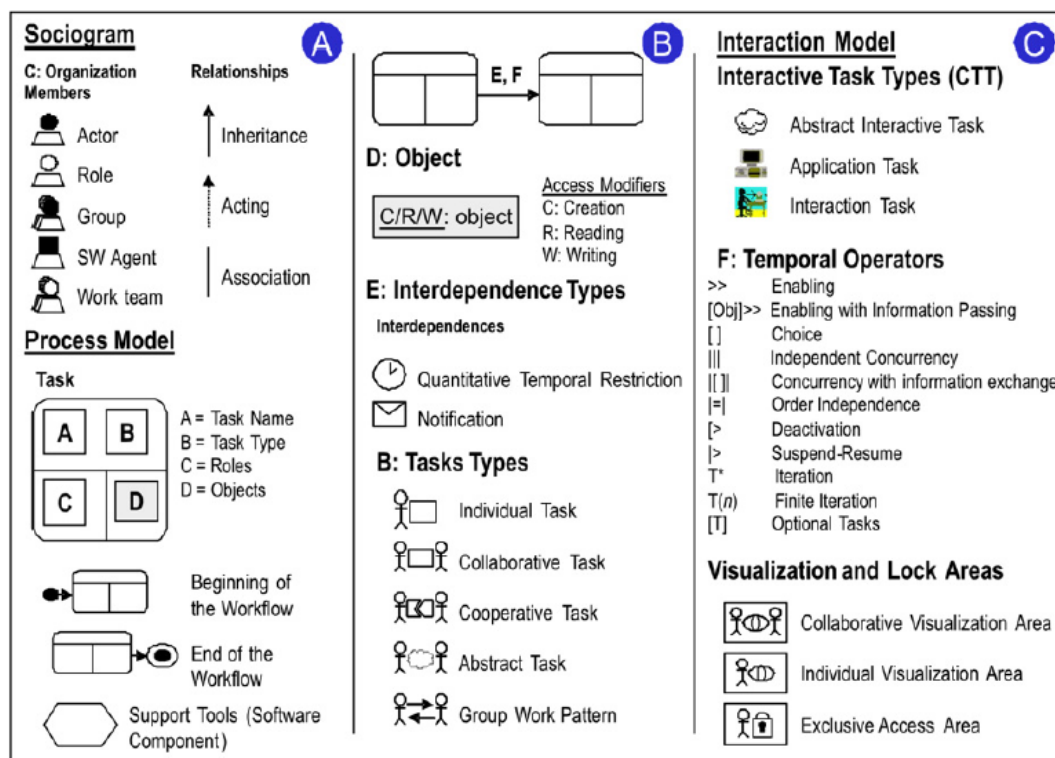 Sociogram
A
C: Organization
Members
Relationships
Actor
Role
Group
SW Agent
Work team
Inheritance
Acting
Association
Process Model
Task
A
B
C
D
A = Task Name
B = Task Type
C = Roles
D = Objects
Beginning of
the Workflow
End of the
Workflow
Support Tools (Software
Component)
B
E, F
D: Object
C/R/W: object
Access Modifiers
C: Creation
R: Reading
W: Writing
E: Interdependence Types
Interdependences
Quantitative Temporal Restriction
Notification
B: Tasks Types
Individual Task
Collaborative Task
Cooperative Task
Abstract Task
Group Work Pattern
Interaction Model
C
Interactive Task Types (CTT)
Abstract Interactive Task
Application Task
Interaction Task
F: Temporal Operators
>> Enabling
[Obj]>> Enabling with Information Passing
[ ] Choice
||| Independent Concurrency
|[ ]| Concurrency with information exchange
|=| Order Independence
[> Deactivation
|> Suspend-Resume
T* Iteration
T(n) Finite Iteration
[T] Optional Tasks
Visualization and Lock Areas
Collaborative Visualization Area
Individual Visualization Area
Exclusive Access Area